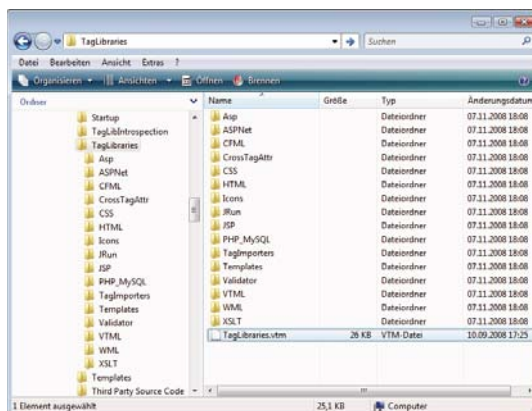 TagLibraries
Suchen
Datei Bearbeiten Ansicht Extras ?
Organisieren Ansichten Öffnen Brennen
Ordner
Startup
TagLibIntrospection
TagLibraries
Asp
ASPNet
CFML
CrossTagAttr
CSS
HTML
Icons
JRun
JSP
PHP_MySQL
TagImporters
Templates
Validator
VTML
WML
XSLT
Templates
Third Party Source Code
Name Größe Typ Änderungsdatum
Asp Dateiordner 07.11.2008 18:08
ASPNet Dateiordner 07.11.2008 18:08
CFML Dateiordner 07.11.2008 18:08
CrossTagAttr Dateiordner 07.11.2008 18:08
CSS Dateiordner 07.11.2008 18:08
HTML Dateiordner 07.11.2008 18:08
Icons Dateiordner 07.11.2008 18:08
JRun Dateiordner 07.11.2008 18:08
JSP Dateiordner 07.11.2008 18:08
PHP_MySQL Dateiordner 07.11.2008 18:08
TagImporters Dateiordner 07.11.2008 18:08
Templates Dateiordner 07.11.2008 18:08
Validator Dateiordner 07.11.2008 18:08
VTML Dateiordner 07.11.2008 18:08
WML Dateiordner 07.11.2008 18:08
XSLT Dateiordner 07.11.2008 18:08
TagLibraries.vtm 26 KB VTM-Datei 10.09.2008 17:25
1 Element ausgewählt 25,1 KB Computer